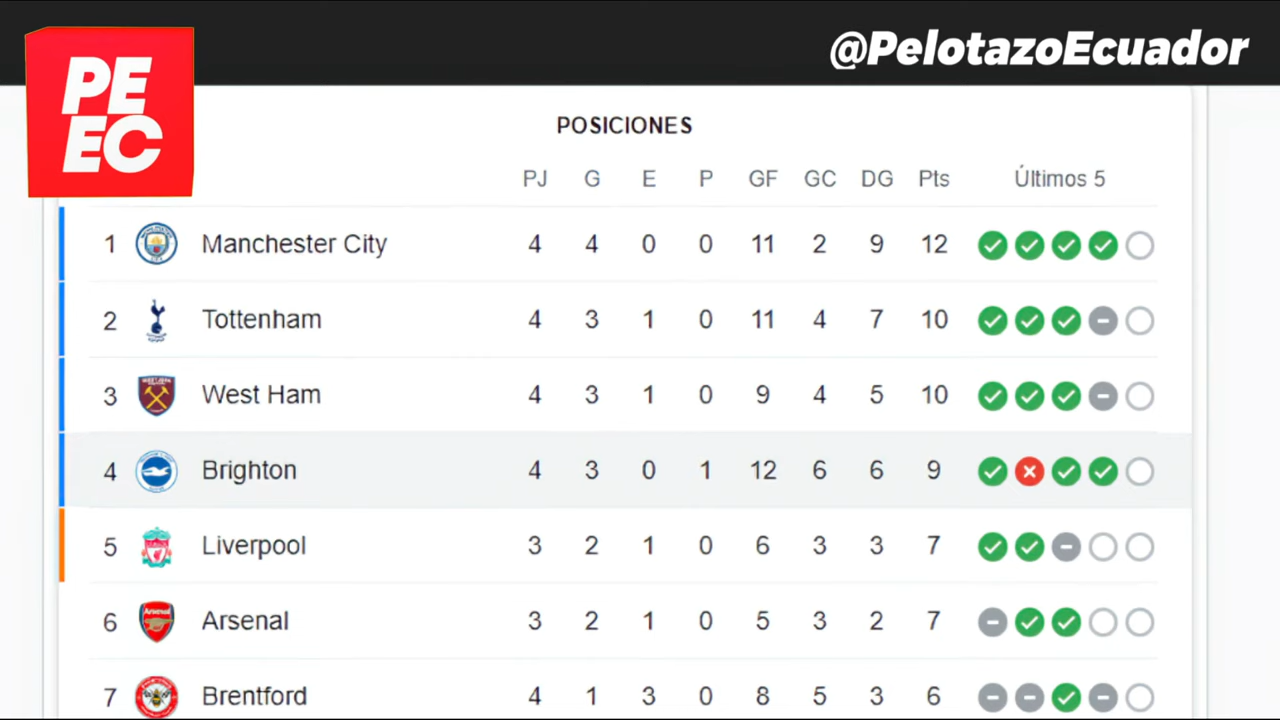 @PelotazoEcuador
PE
EC
POSICIONES
PJ G E P GF GC DG Pts Últimos 5
1 Manchester City 4 4 0 0 11 2 9 12
2 Tottenham 4 3 1 0 11 4 7 10
3 West Ham 4 3 1 0 9 4 5 10
4 Brighton 4 3 0 1 12 6 6 9
5 Liverpool 3 2 1 0 6 3 3 7
6 Arsenal 3 2 1 0 5 3 2 7
7 Brentford 4 1 3 0 8 5 3 6